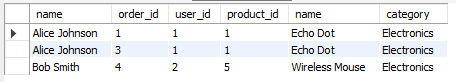 name order_id user_id product_id name category
Alice Johnson 1 1 1 Echo Dot Electronics
Alice Johnson 3 1 1 Echo Dot Electronics
Bob Smith 4 2 5 Wireless Mouse Electronics